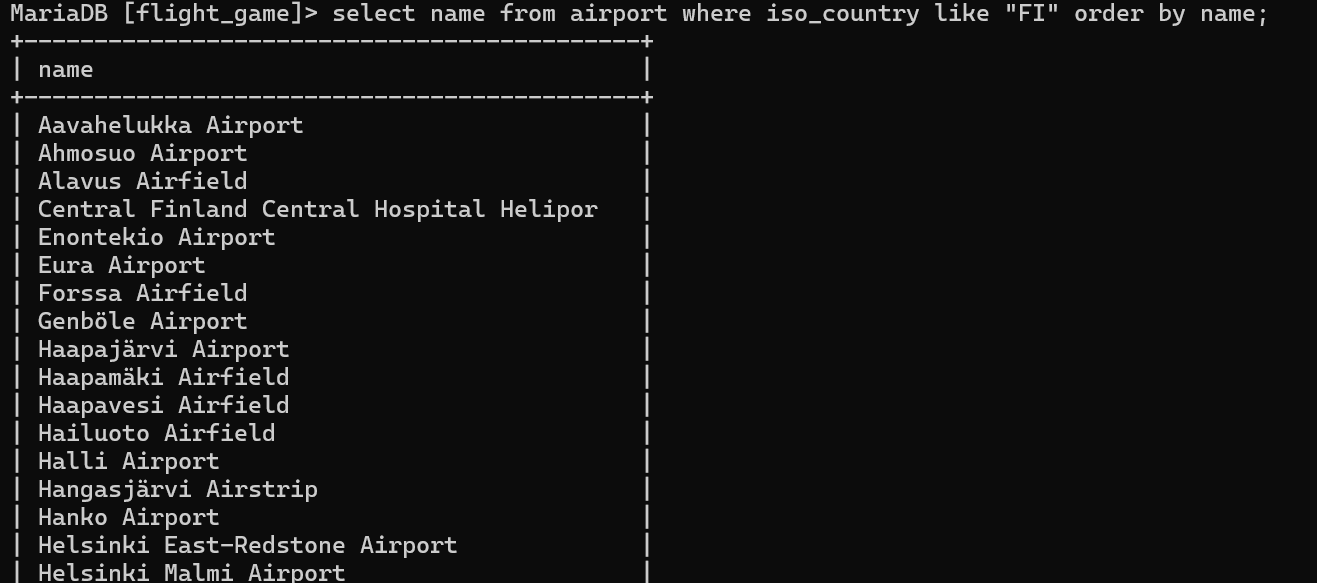 MariaDB [flight_game]> select name from airport where iso_country like "FI" order by name;
+--------------------------------------------+
| name                                       |
+--------------------------------------------+
| Aavahelukka Airport                        |
| Ahmosuo Airport                            |
| Alavus Airfield                            |
| Central Finland Central Hospital Helipor   |
| Enontekio Airport                          |
| Eura Airport                               |
| Forssa Airfield                            |
| Genböle Airport                            |
| Haapajärvi Airport                         |
| Haapamäki Airfield                         |
| Haapavesi Airfield                         |
| Hailuoto Airfield                          |
| Halli Airport                              |
| Hangasjärvi Airstrip                       |
| Hanko Airport                              |
| Helsinki East-Redstone Airport             |
| Helsinki Malmi Airport                     |